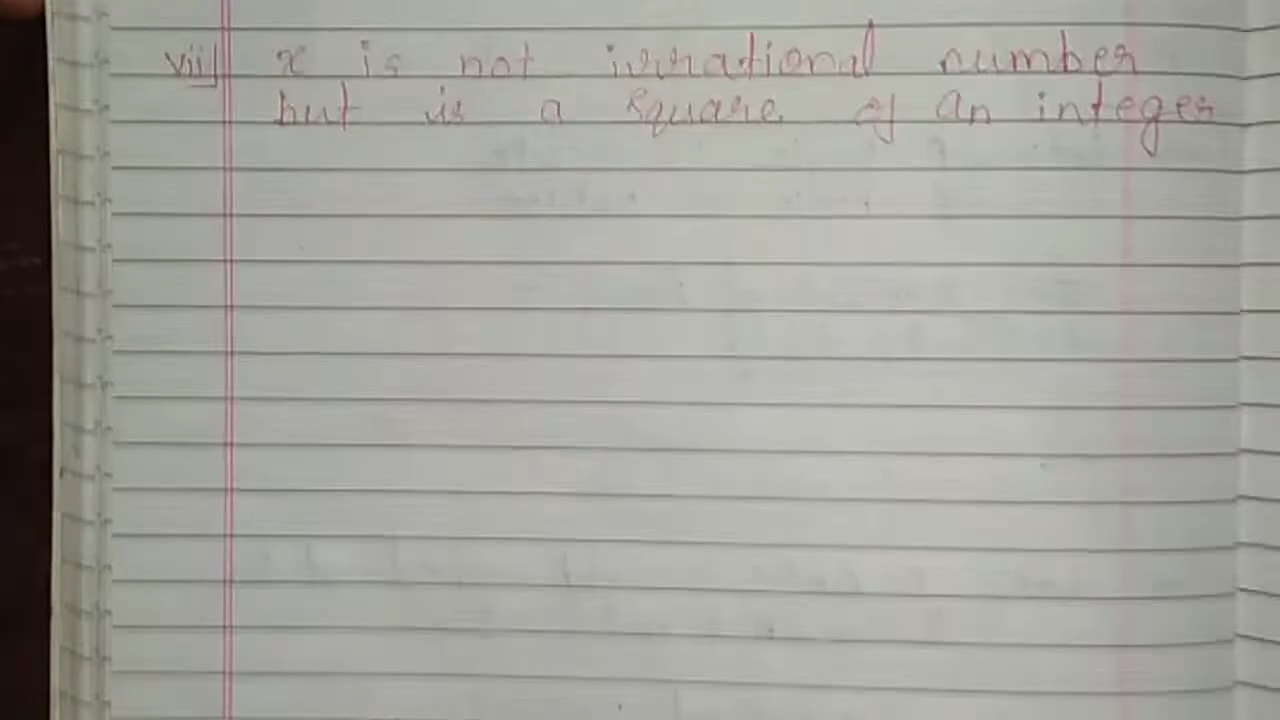 vii] x is not irrational number
but is a square of an integer